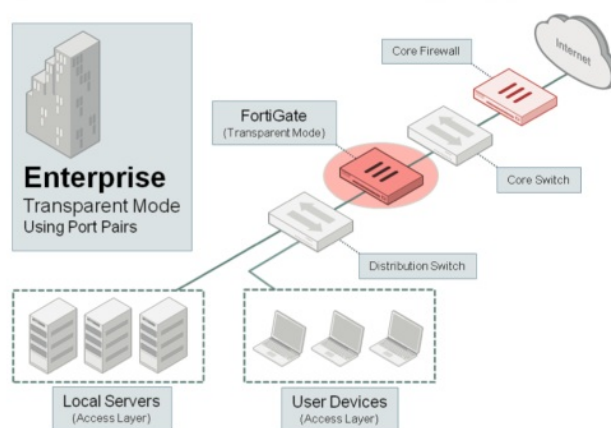 Internet
Core Firewall
FortiGate
(Transparent Mode)
Core Switch
Enterprise
Transparent Mode
Using Port Pairs
Distribution Switch
Local Servers
(Access Layer)
User Devices
(Access Layer)